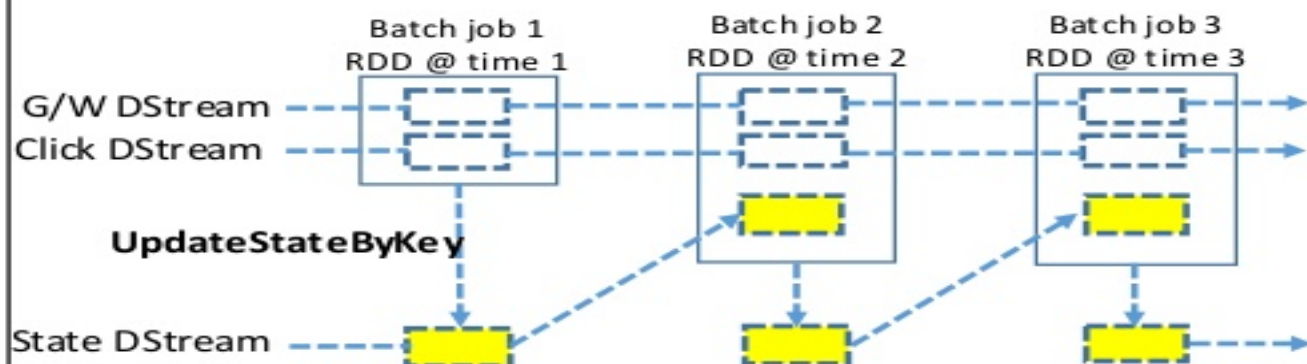 Batch job 1
RDD @ time 1
Batch job 2
RDD @ time 2
Batch job 3
RDD @ time 3
G/W DStream
Click DStream
UpdateStateByKey
State DStream